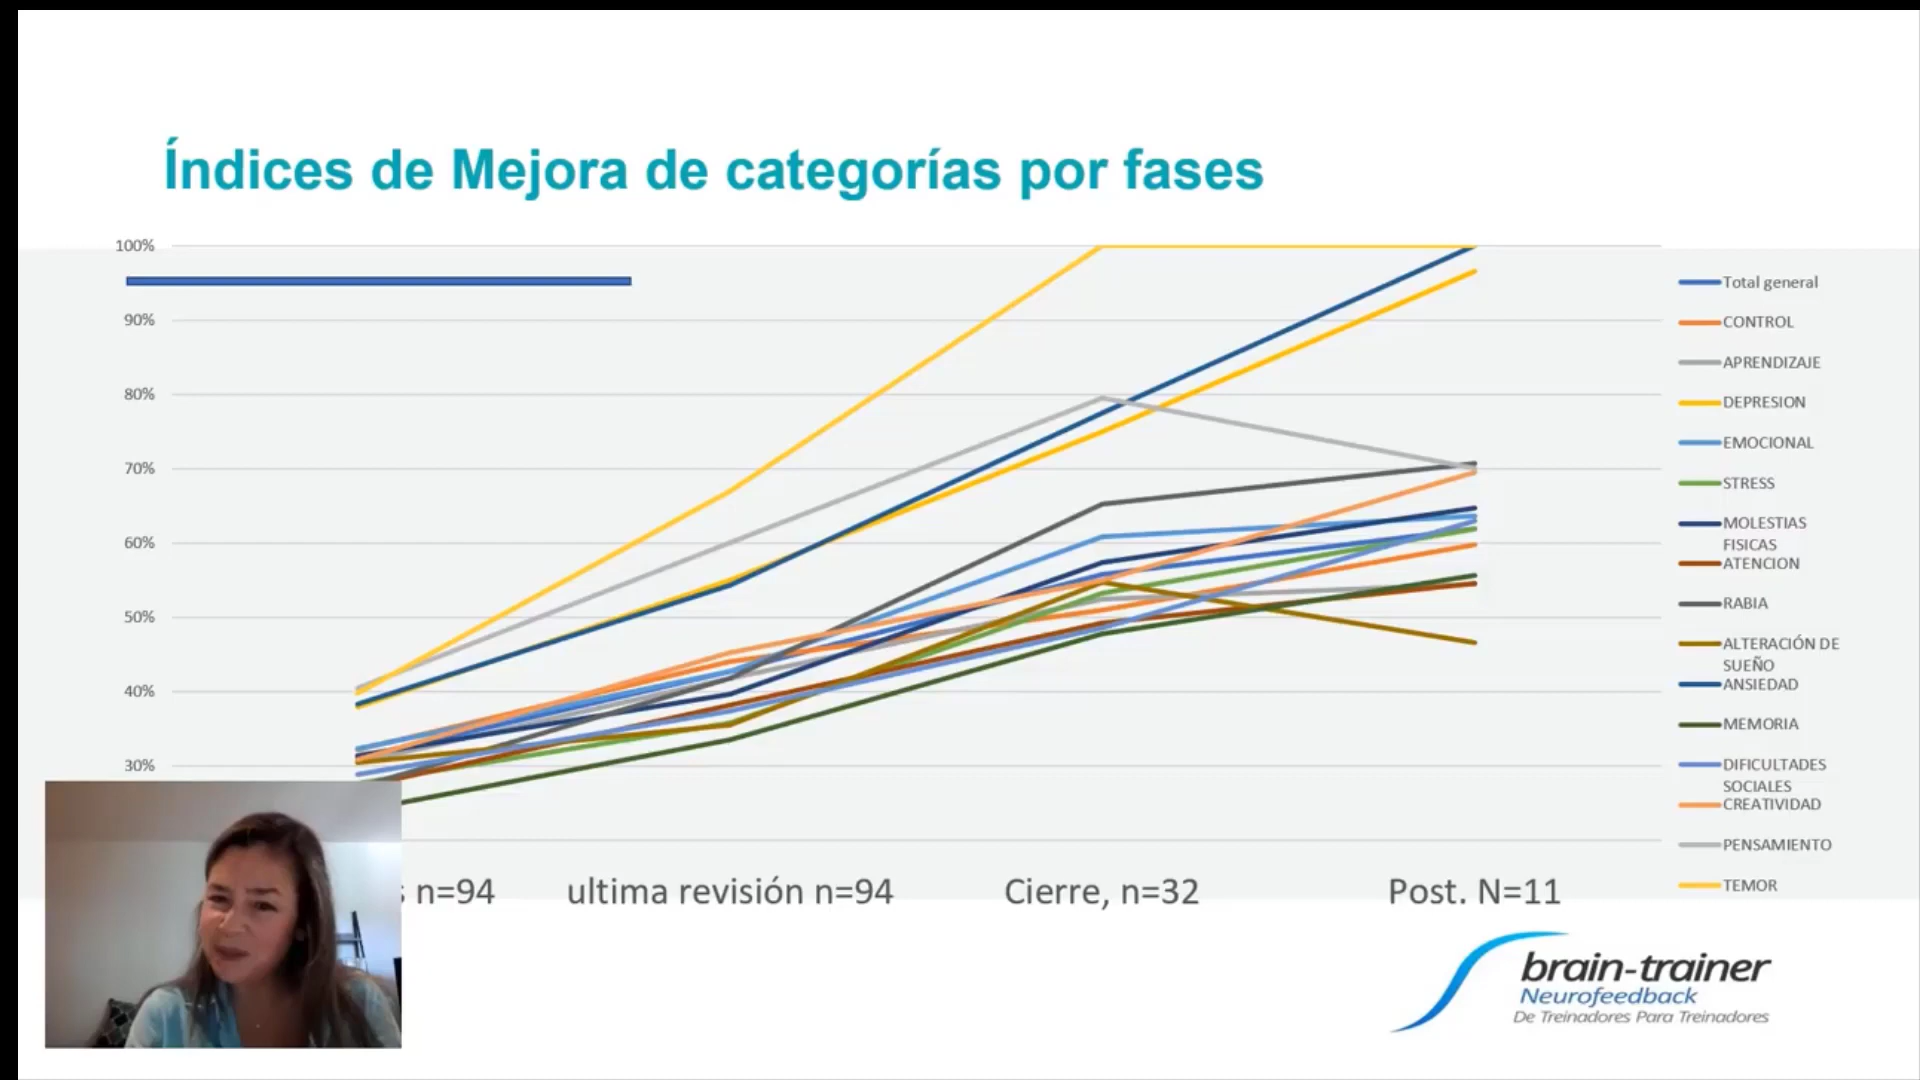 Índices de Mejora de categorías por fases
100%
90%
80%
70%
60%
50%
40%
30%
n=94
ultima revisión n=94
Cierre, n=32
Post. N=11
Total general
CONTROL
APRENDIZAJE
DEPRESION
EMOCIONAL
STRESS
MOLESTIAS
FISICAS
ATENCION
RABIA
ALTERACIÓN DE
SUEÑO
ANSIEDAD
MEMORIA
DIFICULTADES
SOCIALES
CREATIVIDAD
PENSAMIENTO
TEMOR
brain-trainer
Neurofeedback
De Treinadores Para Treinadores